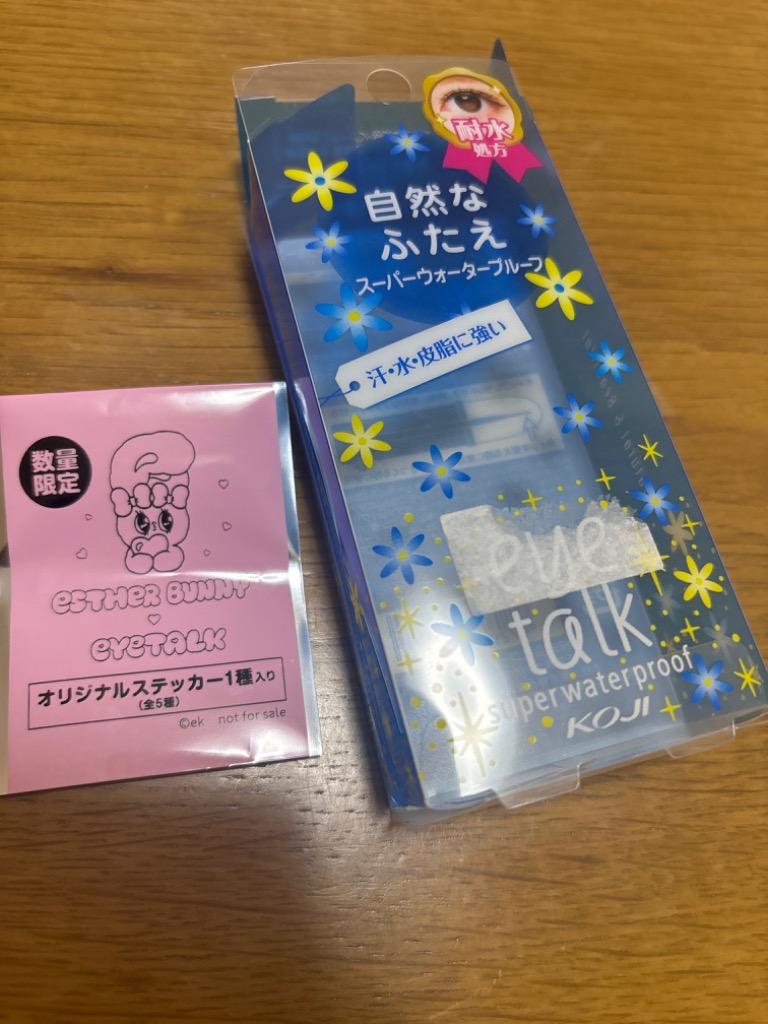 数量
限定
ESTHER BUNNY
EYETALK
オリジナルステッカー1種入り
(全5種)
©ek not for sale
耐水
処方
自然な
ふたえ
スーパーウォータープルーフ
汗・水・皮脂に強い
eye
talk
superwaterproof
KOJI